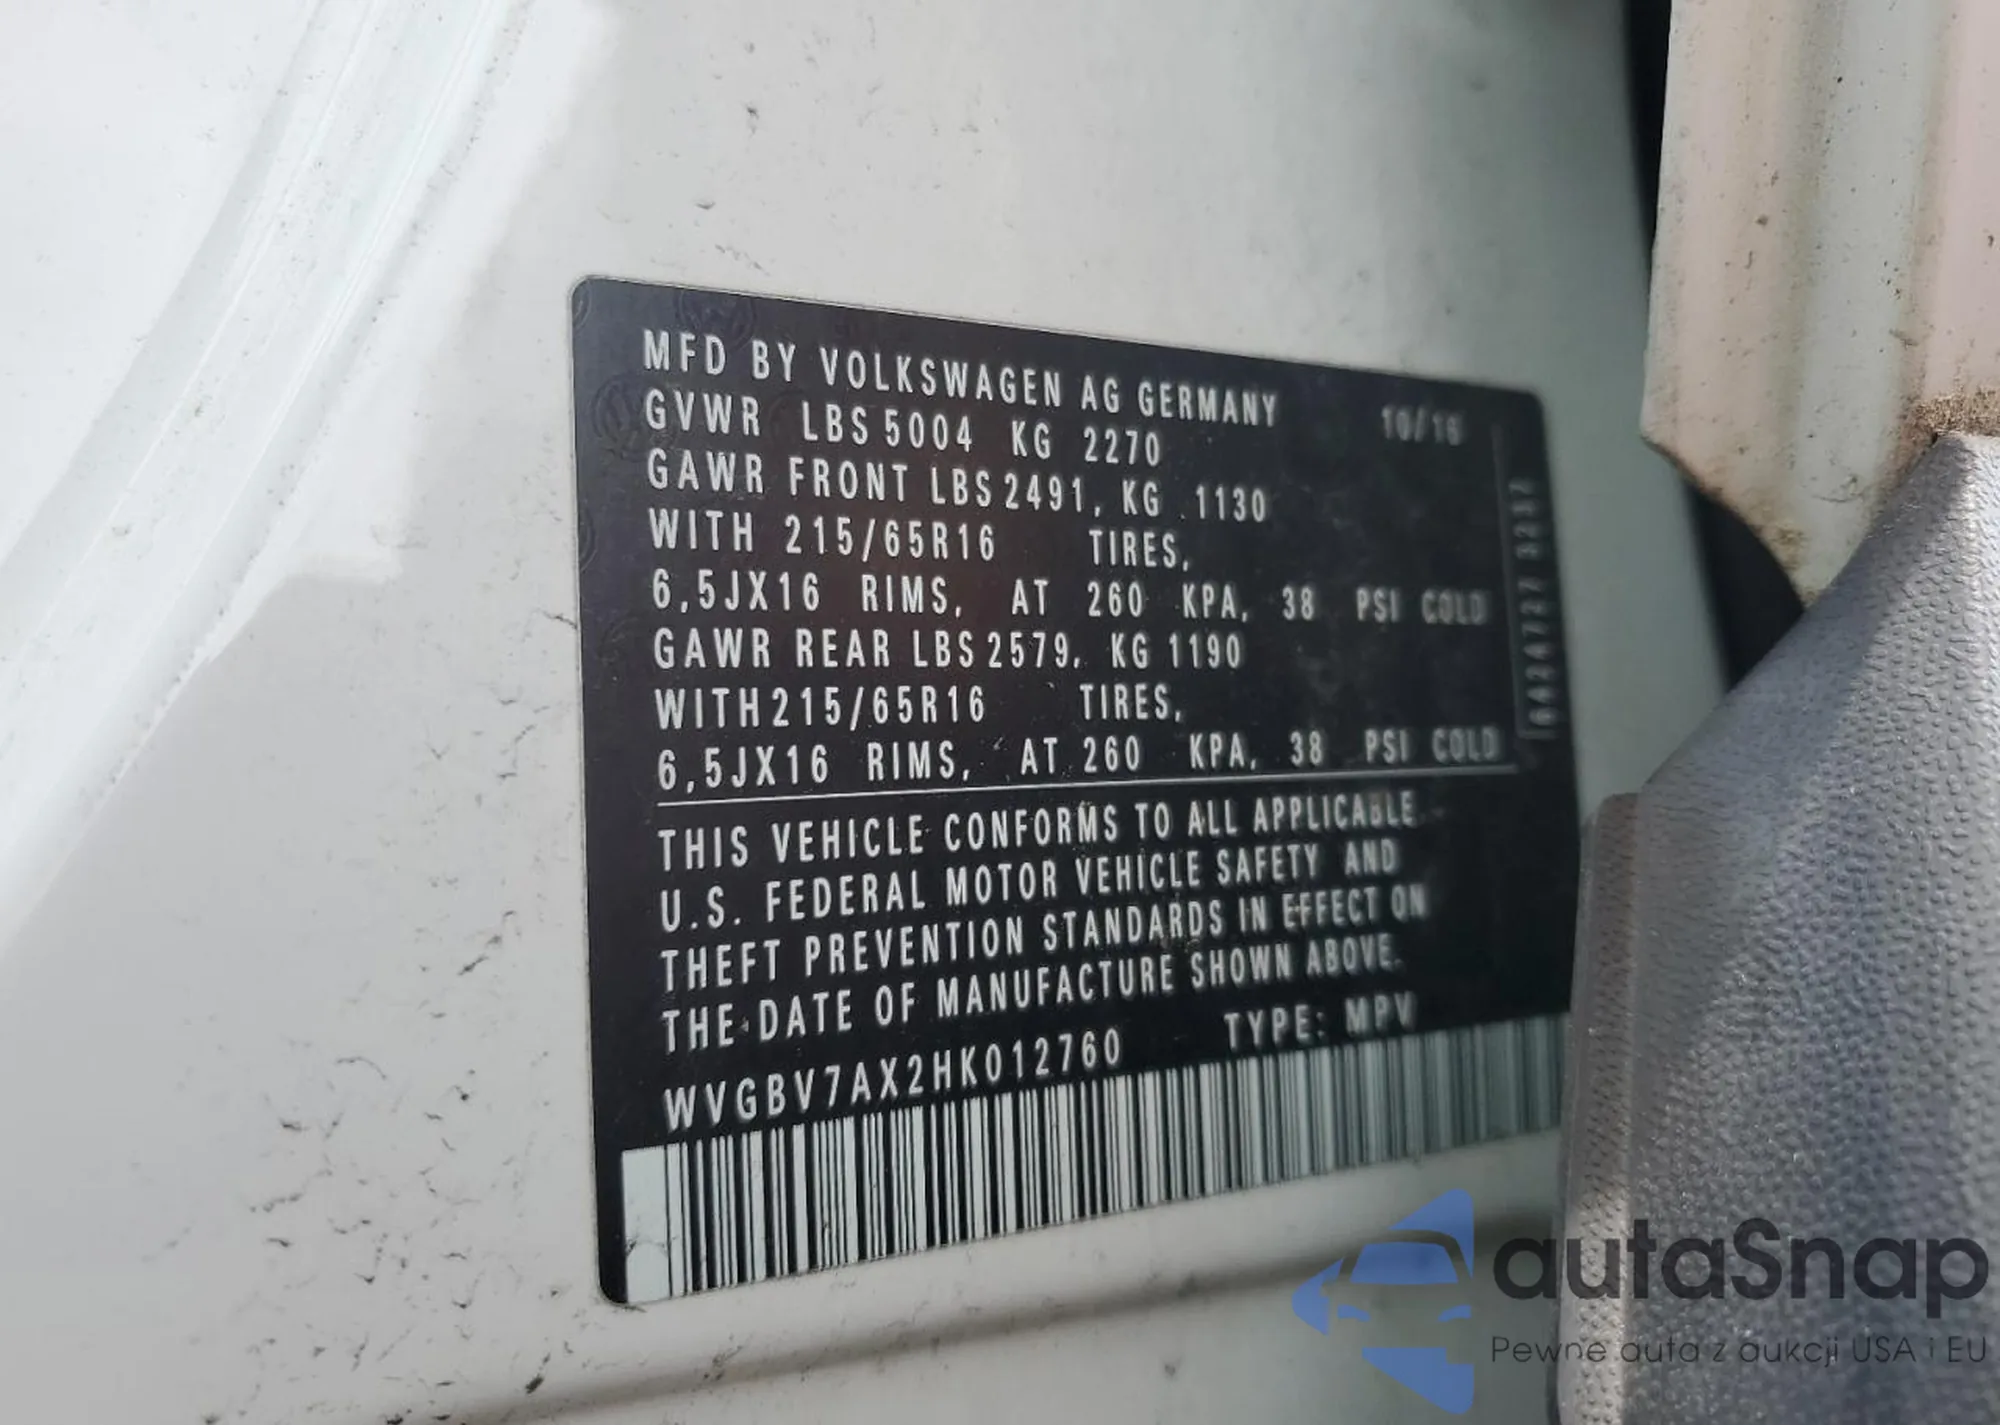 MFD BY VOLKSWAGEN AG GERMANY 10/16
GVWR LBS 5004 KG 2270
GAWR FRONT LBS 2491, KG 1130
WITH 215/65R16 TIRES,
6,5JX16 RIMS, AT 260 KPA, 38 PSI COLD
GAWR REAR LBS 2579, KG 1190
WITH 215/65R16 TIRES,
6,5JX16 RIMS, AT 260 KPA, 38 PSI COLD
THIS VEHICLE CONFORMS TO ALL APPLICABLE
U.S. FEDERAL MOTOR VEHICLE SAFETY AND
THEFT PREVENTION STANDARDS IN EFFECT ON
THE DATE OF MANUFACTURE SHOWN ABOVE.
WVGBV7AX2HK012760 TYPE: MPV
autaSnap
Pewne auta z aukcji USA i EU